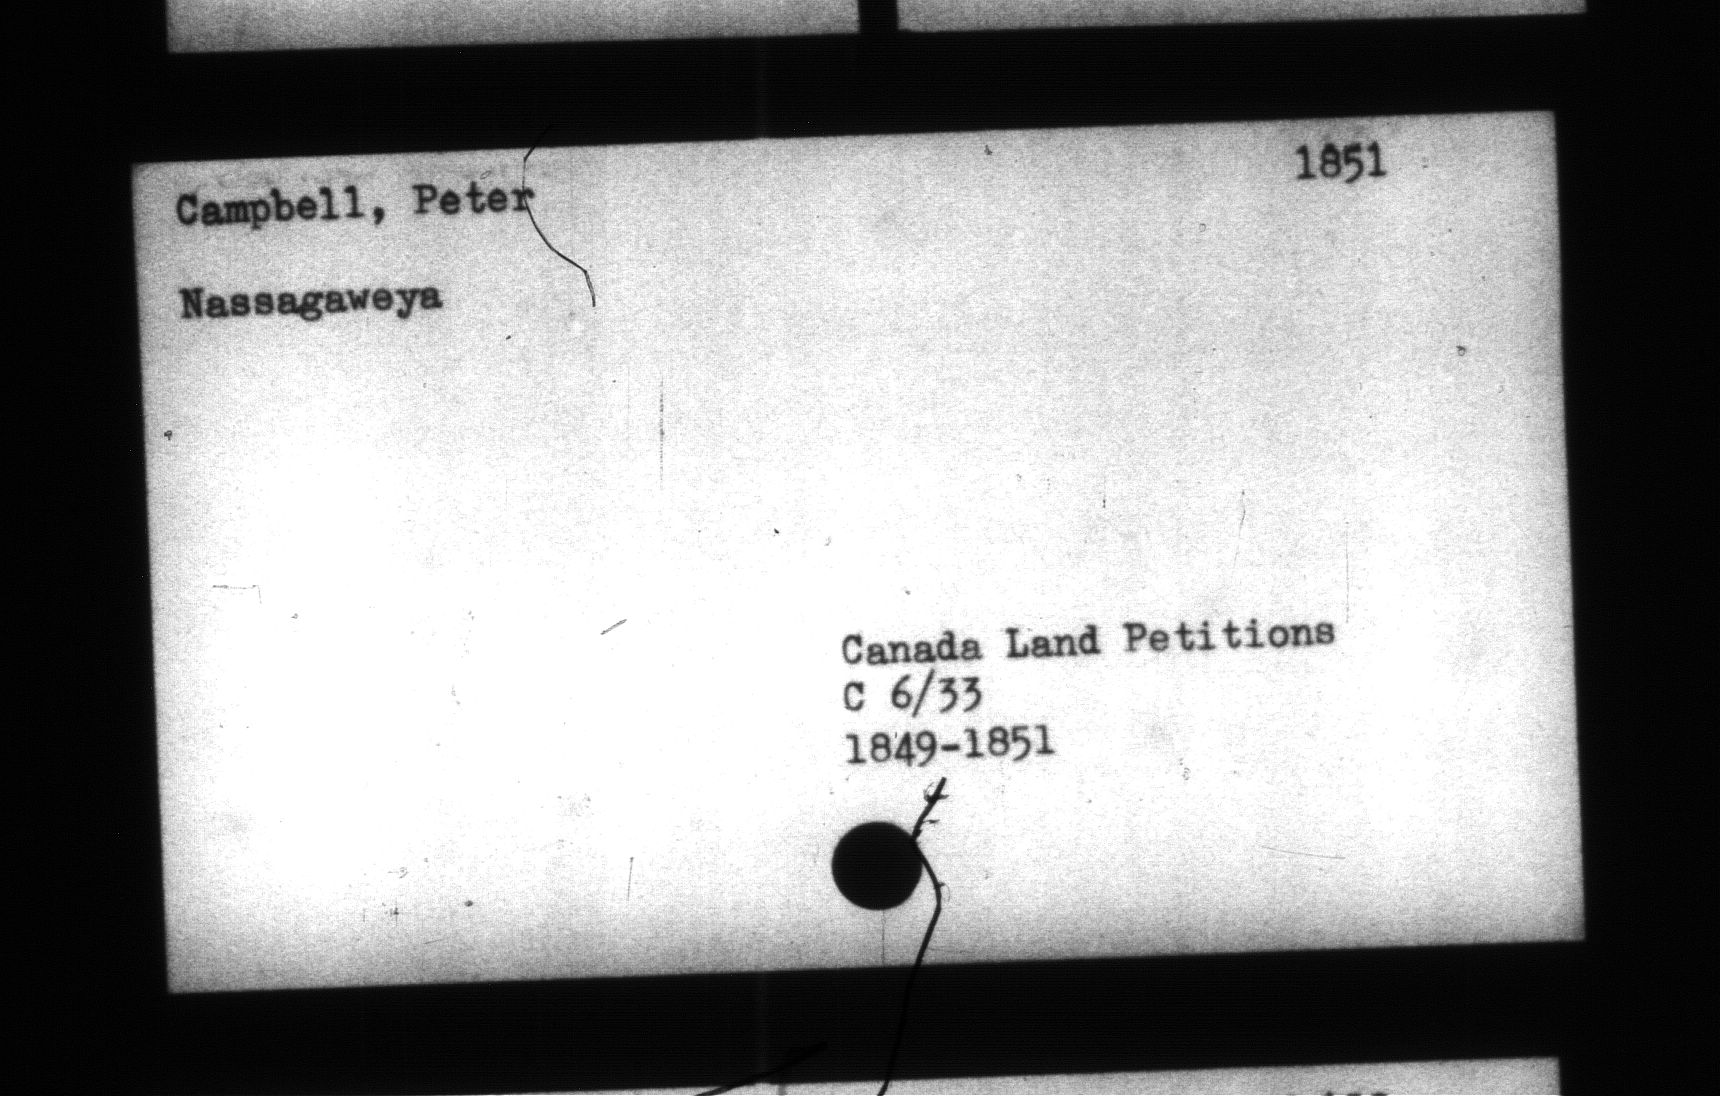 Campbell, Peter 1851
Nassagaweya
Canada Land Petitions
C 6/33
1849-1851